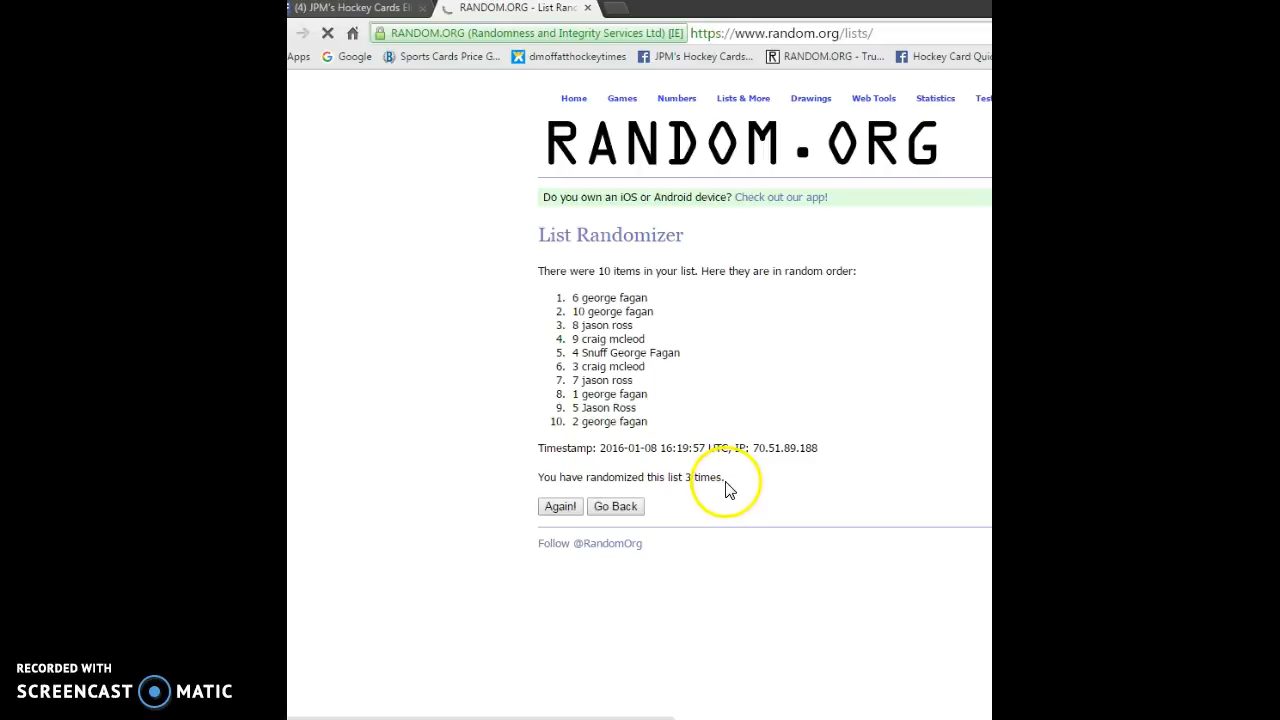 (4) JPM's Hockey Cards El
RANDOM.ORG - List Ran
RANDOM.ORG (Randomness and Integrity Services Ltd) [IE]
https://www.random.org/lists/
Apps
Google
Sports Cards Price G...
dmoffatthockeytimes
JPM's Hockey Cards...
RANDOM.ORG - Tru...
Hockey Card Quic
Home
Games
Numbers
Lists & More
Drawings
Web Tools
Statistics
Test
RANDOM.ORG
Do you own an iOS or Android device? Check out our app!
List Randomizer
There were 10 items in your list. Here they are in random order:
1. 6 george fagan
2. 10 george fagan
3. 8 jason ross
4. 9 craig mcleod
5. 4 Snuff George Fagan
6. 3 craig mcleod
7. 7 jason ross
8. 1 george fagan
9. 5 Jason Ross
10. 2 george fagan
Timestamp: 2016-01-08 16:19:57 UTC, IP: 70.51.89.188
You have randomized this list 3 times.
Again!
Go Back
Follow @RandomOrg
RECORDED WITH
SCREENCAST MATIC